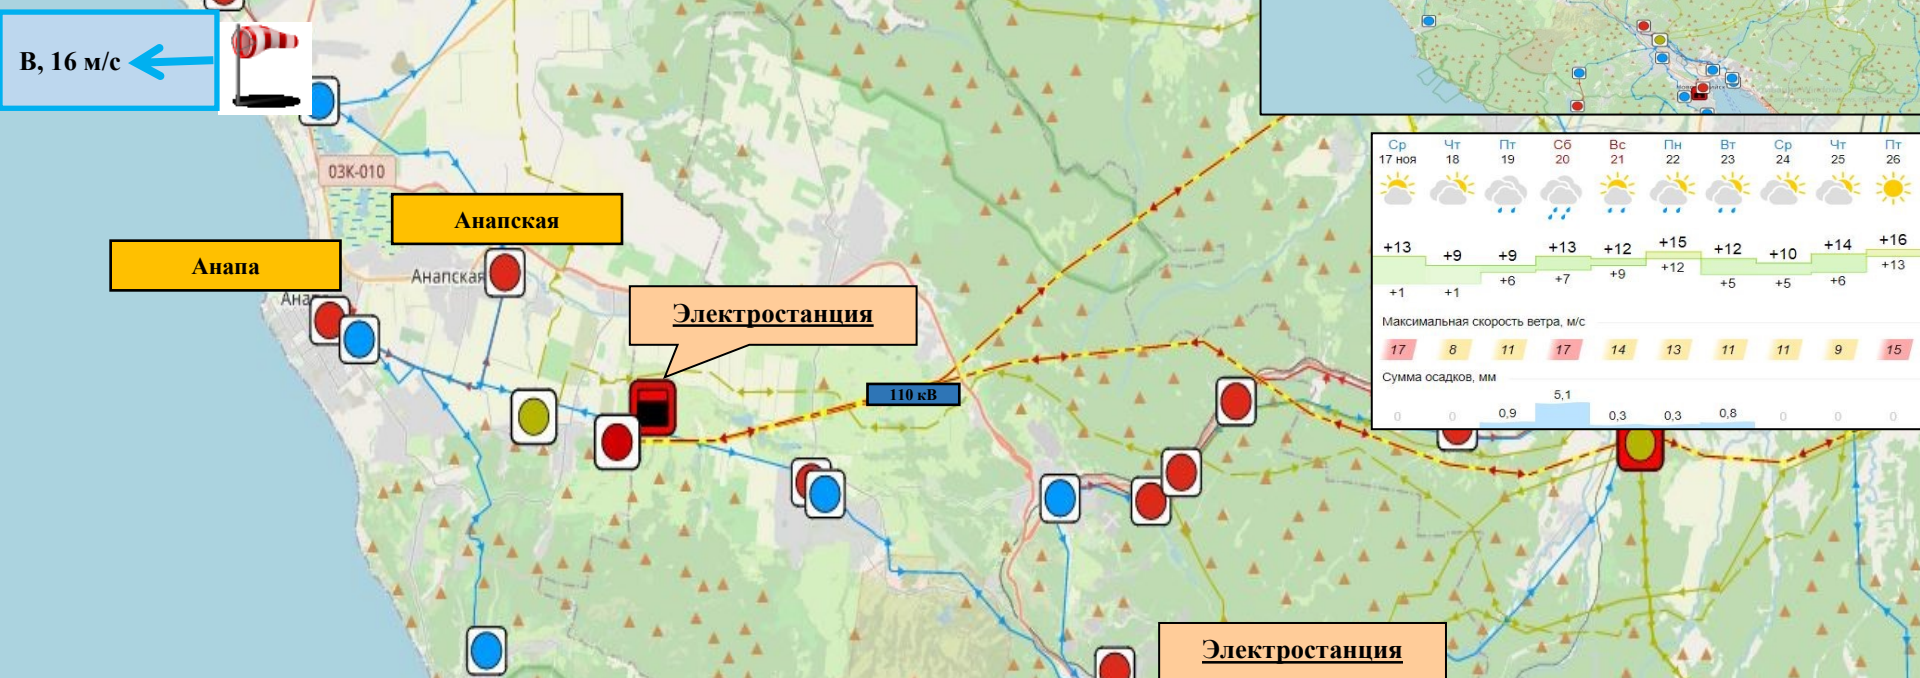 В, 16 м/с
03К-010
Анапская
Анапа
Анапская
Электростанция
110 кВ
Ср Чт Пт Сб Вс Пн Вт Ср Чт Пт
17 ноя 18 19 20 21 22 23 24 25 26
+13 +9 +9 +13 +12 +15 +12 +10 +14 +16
+1 +1 +6 +7 +9 +12 +5 +5 +6 +13
Максимальная скорость ветра, м/с
17 8 11 17 14 13 11 11 9 15
Сумма осадков, мм
0 0 0,9 5,1 0,3 0,3 0,8 0 0 0
Электростанция